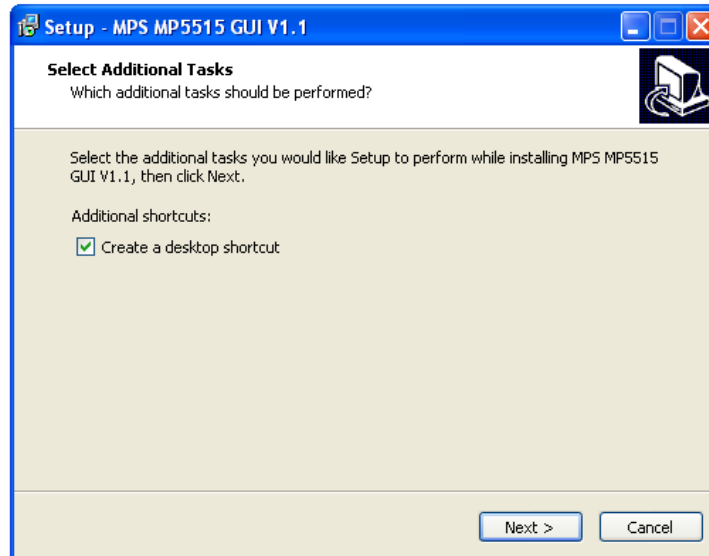 Setup - MPS MP5515 GUI V1.1
Select Additional Tasks
Which additional tasks should be performed?
Select the additional tasks you would like Setup to perform while installing MPS MP5515
GUI V1.1, then click Next.
Additional shortcuts:
Create a desktop shortcut
Next >
Cancel